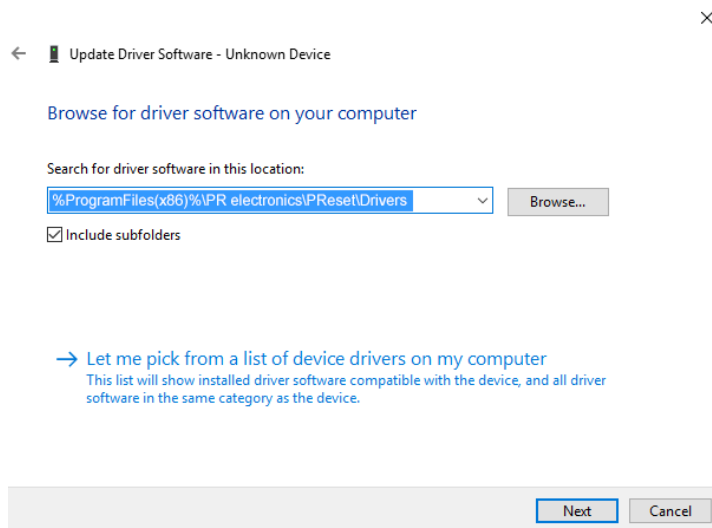 Update Driver Software - Unknown Device
Browse for driver software on your computer
Search for driver software in this location:
%ProgramFiles(x86)%\PR electronics\PReset\Drivers
Browse...
Include subfolders
Let me pick from a list of device drivers on my computer
This list will show installed driver software compatible with the device, and all driver
software in the same category as the device.
Next
Cancel